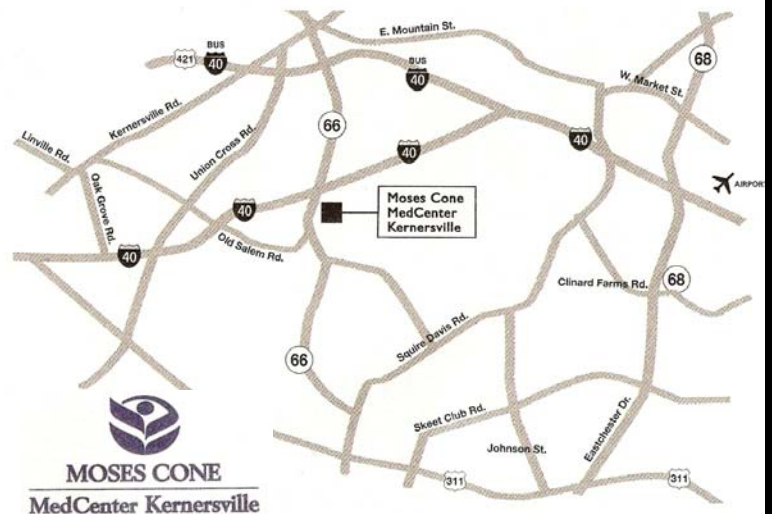 E. Mountain St.
BUS
421
40
BUS
40
68
W. Market St.
Kernersville Rd.
66
Linville Rd.
Union Cross Rd.
40
40
AIRPORT
Oak Grove Rd.
Moses Cone
MedCenter
Kernersville
40
Old Salem Rd.
40
Clinard Farms Rd.
68
Squire Davis Rd.
66
Skeet Club Rd.
Johnson St.
Eastchester Dr.
311
311
MOSES CONE
MedCenter Kernersville